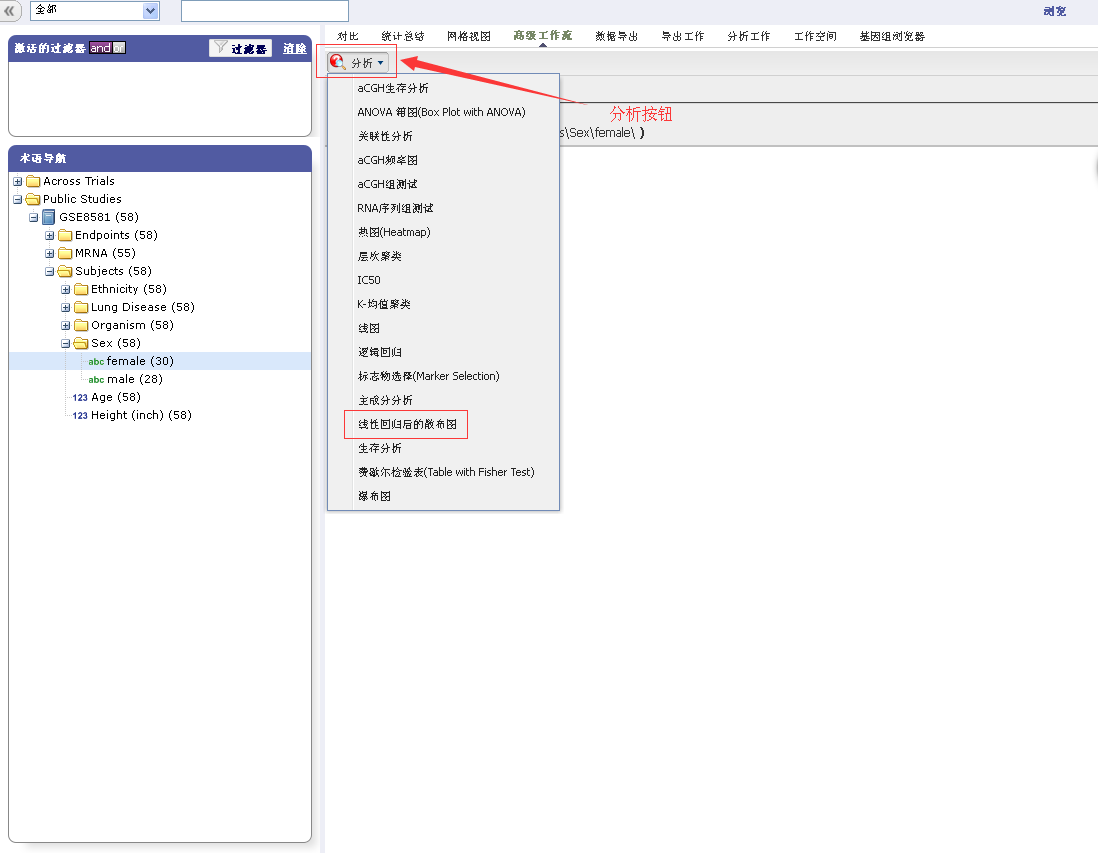 全部
浏览
激活的过滤器 and or 过滤器 清除
对比 统计总结 网格视图 高级工作流 数据导出 导出工作 分析工作 工作空间 基因组浏览器
分析
分析按钮
s\Sex\female\ )
aCGH生存分析
ANOVA 箱图(Box Plot with ANOVA)
关联性分析
aCGH频率图
aCGH组测试
RNA序列组测试
热图(Heatmap)
层次聚类
IC50
K-均值聚类
线图
逻辑回归
标志物选择(Marker Selection)
主成分分析
线性回归后的散布图
生存分析
费歇尔检验表(Table with Fisher Test)
瀑布图
术语导航
Across Trials
Public Studies
GSE8581 (58)
Endpoints (58)
MRNA (55)
Subjects (58)
Ethnicity (58)
Lung Disease (58)
Organism (58)
Sex (58)
abc female (30)
abc male (28)
123 Age (58)
123 Height (inch) (58)